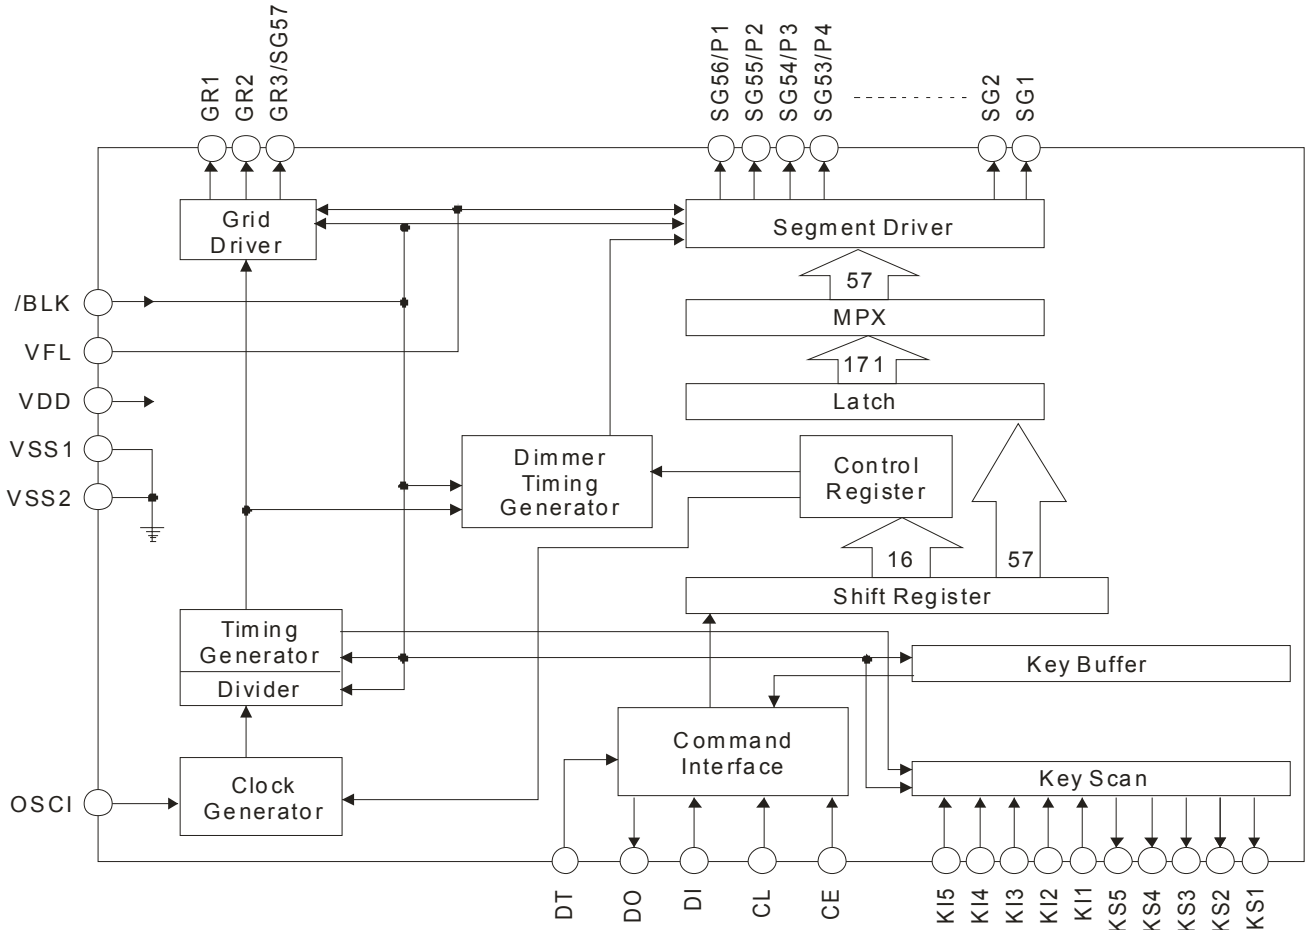 GR1
GR2
GR3/SG57
SG56/P1
SG55/P2
SG54/P3
SG53/P4
SG2
SG1
Grid
Driver
Segment Driver
57
/BLK
MPX
VFL
171
VDD
Latch
VSS1
VSS2
Dimmer
Timing
Generator
Control
Register
16
57
Shift Register
Timing
Generator
Divider
Key Buffer
Command
Interface
Key Scan
Clock
Generator
OSCI
DT
DO
DI
CL
CE
KI5
KI4
KI3
KI2
KI1
KS5
KS4
KS3
KS2
KS1